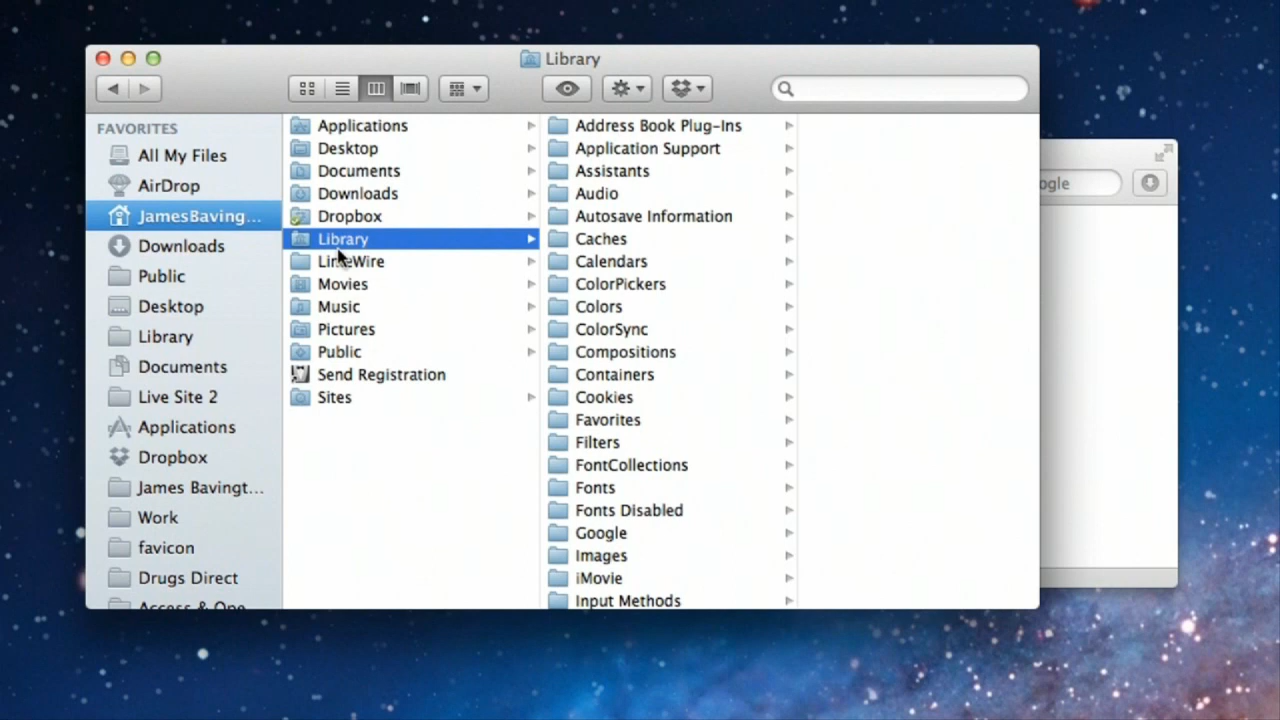 Library
ogle
FAVORITES
All My Files
AirDrop
JamesBaving...
Downloads
Public
Desktop
Library
Documents
Live Site 2
Applications
Dropbox
James Bavingt...
Work
favicon
Drugs Direct
Access & One
Applications
Desktop
Documents
Downloads
Dropbox
Library
LimeWire
Movies
Music
Pictures
Public
Send Registration
Sites
Address Book Plug-Ins
Application Support
Assistants
Audio
Autosave Information
Caches
Calendars
ColorPickers
Colors
ColorSync
Compositions
Containers
Cookies
Favorites
Filters
FontCollections
Fonts
Fonts Disabled
Google
Images
iMovie
Input Methods